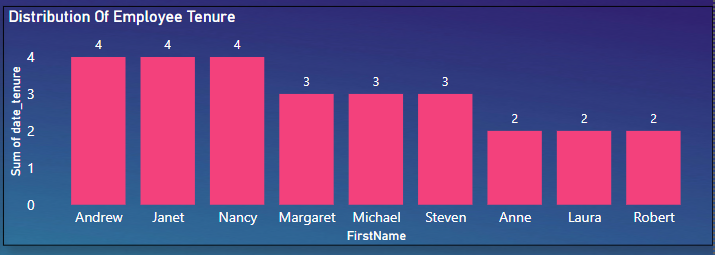 Distribution Of Employee Tenure
Sum of date_tenure
4
3
2
1
0
4 4 4 3 3 3 2 2 2
Andrew Janet Nancy Margaret Michael Steven Anne Laura Robert
FirstName